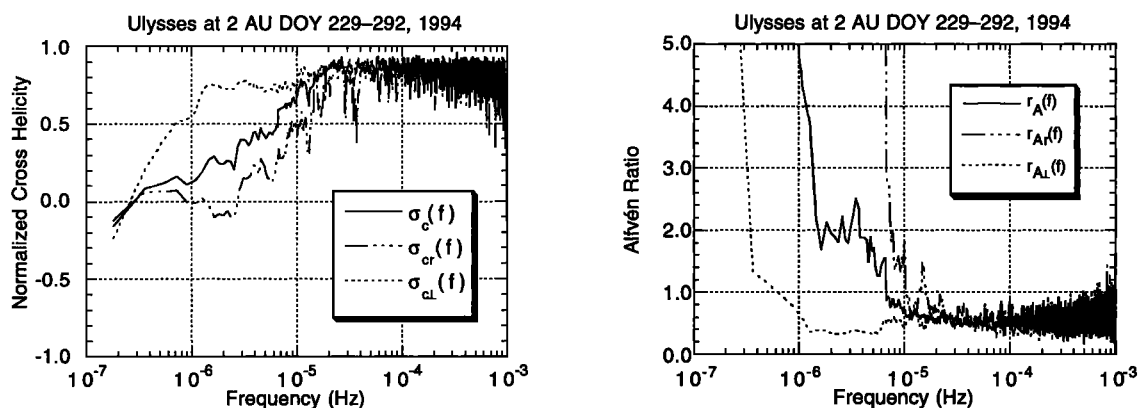 Ulysses at 2 AU DOY 229–292, 1994
Normalized Cross Helicity
1.0
0.5
0.0
-0.5
-1.0
σc(f)
σcr(f)
σc⊥(f)
10-7
10-6
10-5
10-4
10-3
Frequency (Hz)
Ulysses at 2 AU DOY 229–292, 1994
Alfvén Ratio
5.0
4.0
3.0
2.0
1.0
0.0
rA(f)
rAr(f)
rA⊥(f)
10-7
10-6
10-5
10-4
10-3
Frequency (Hz)